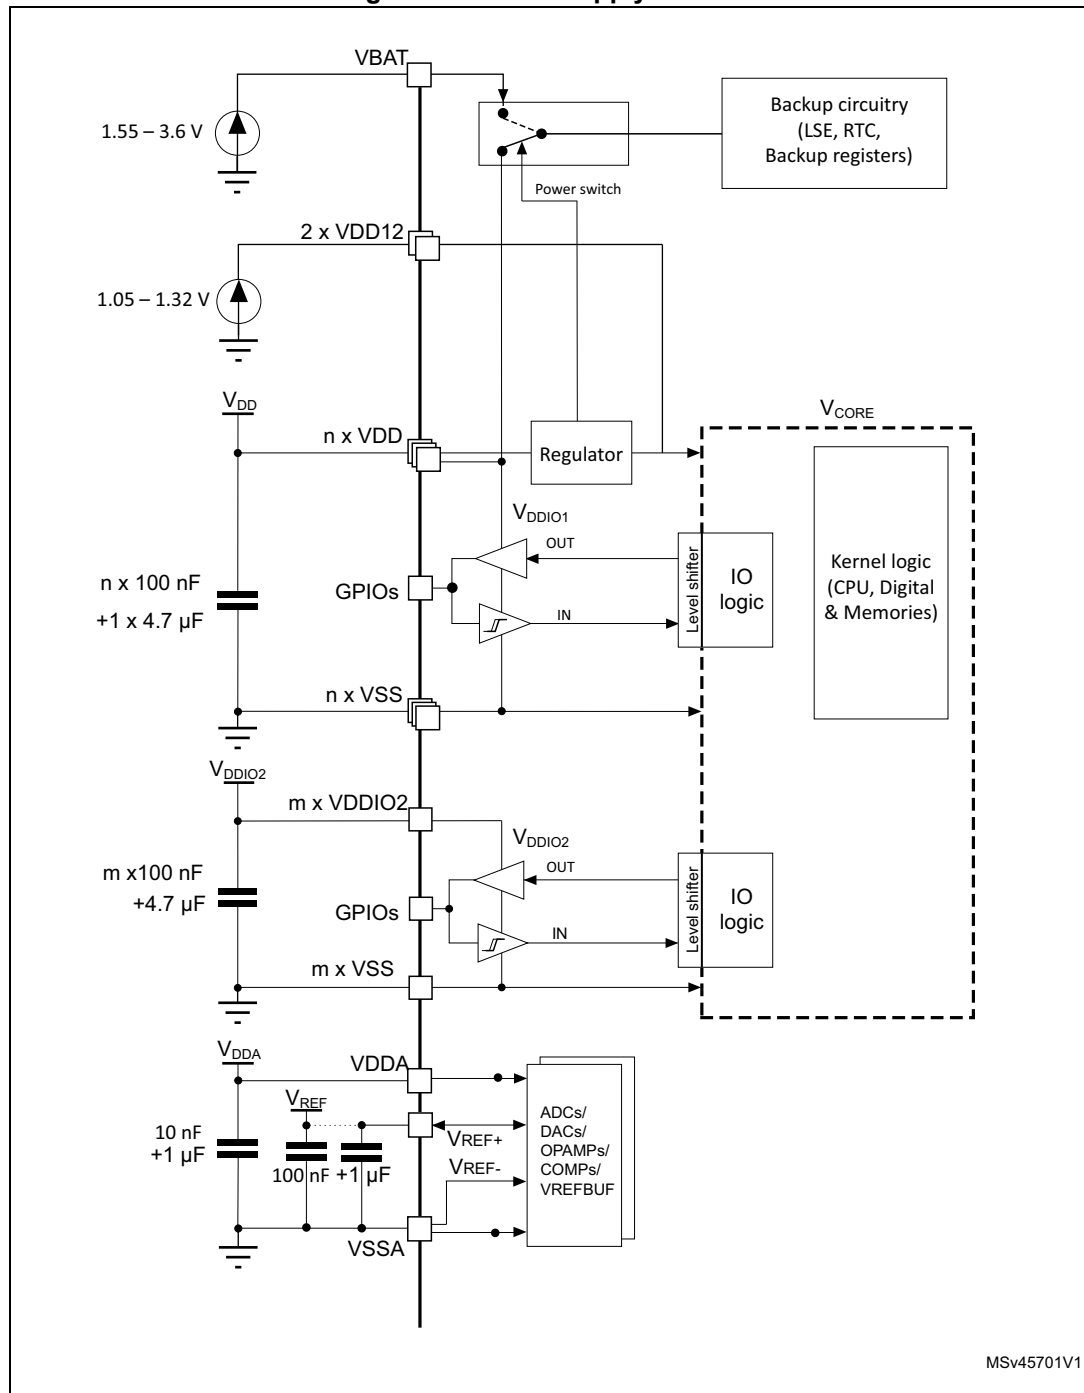 VBAT
1.55 – 3.6 V
Backup circuitry
(LSE, RTC,
Backup registers)
Power switch
2 x VDD12
1.05 – 1.32 V
VDD
n x VDD
Regulator
VCORE
VDDIO1
OUT
n x 100 nF
+1 x 4.7 µF
GPIOs
IN
Level shifter
IO
logic
Kernel logic
(CPU, Digital
& Memories)
n x VSS
VDDIO2
m x VDDIO2
VDDIO2
OUT
m x100 nF
+4.7 µF
GPIOs
IN
Level shifter
IO
logic
m x VSS
VDDA
VDDA
VREF
10 nF
+1 µF
100 nF
+1 µF
VREF+
VREF-
ADCs/
DACs/
OPAMPs/
COMPs/
VREFBUF
VSSA
MSv45701V1